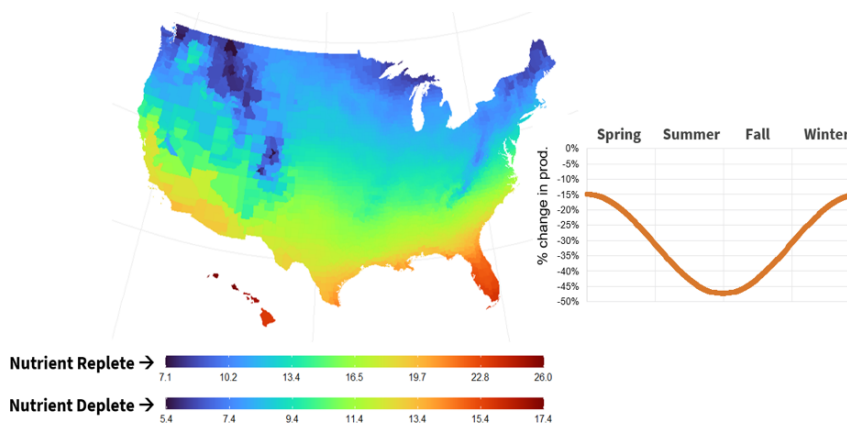 Spring Summer Fall Winter
% change in prod.
0%
-5%
-10%
-15%
-20%
-25%
-30%
-35%
-40%
-45%
-50%
Nutrient Replete →
7.1 10.2 13.4 16.5 19.7 22.8 26.0
Nutrient Deplete →
5.4 7.4 9.4 11.4 13.4 15.4 17.4